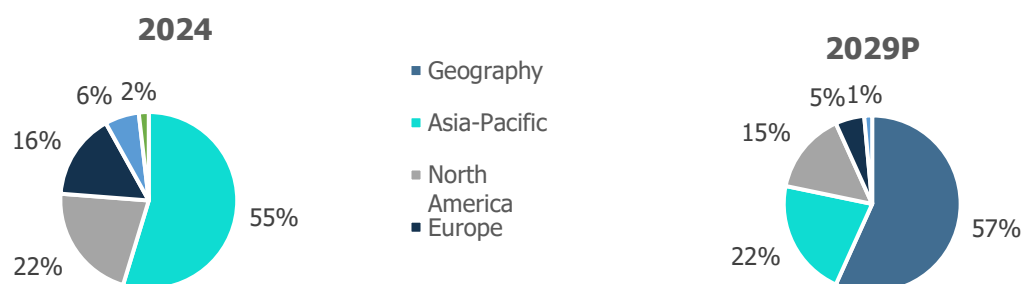 2024
6%
2%
16%
22%
55%
Geography
Asia-Pacific
North
America
Europe
2029P
5%
1%
15%
22%
57%